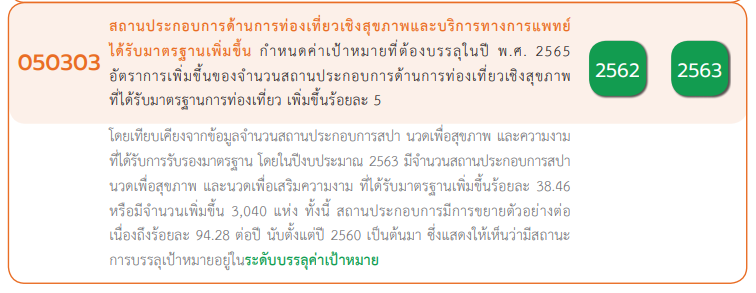 050303
สถานประกอบการด้านการท่องเที่ยวเชิงสุขภาพและบริการทางการแพทย์
ได้รับมาตรฐานเพิ่มขึ้น กำหนดค่าเป้าหมายที่ต้องบรรลุในปี พ.ศ. 2565
อัตราการเพิ่มขึ้นของจำนวนสถานประกอบการด้านการท่องเที่ยวเชิงสุขภาพ
ที่ได้รับมาตรฐานการท่องเที่ยว เพิ่มขึ้นร้อยละ 5
2562
2563
โดยเทียบเคียงจากข้อมูลจำนวนสถานประกอบการสปา นวดเพื่อสุขภาพ และความงาม
ที่ได้รับการรับรองมาตรฐาน โดยในปีงบประมาณ 2563 มีจำนวนสถานประกอบการสปา
นวดเพื่อสุขภาพ และนวดเพื่อเสริมความงาม ที่ได้รับมาตรฐานเพิ่มขึ้นร้อยละ 38.46
หรือมีจำนวนเพิ่มขึ้น 3,040 แห่ง ทั้งนี้ สถานประกอบการมีการขยายตัวอย่างต่อ
เนื่องถึงร้อยละ 94.28 ต่อปี นับตั้งแต่ปี 2560 เป็นต้นมา ซึ่งแสดงให้เห็นว่ามีสถานะ
การบรรลุเป้าหมายอยู่ในระดับบรรลุค่าเป้าหมาย